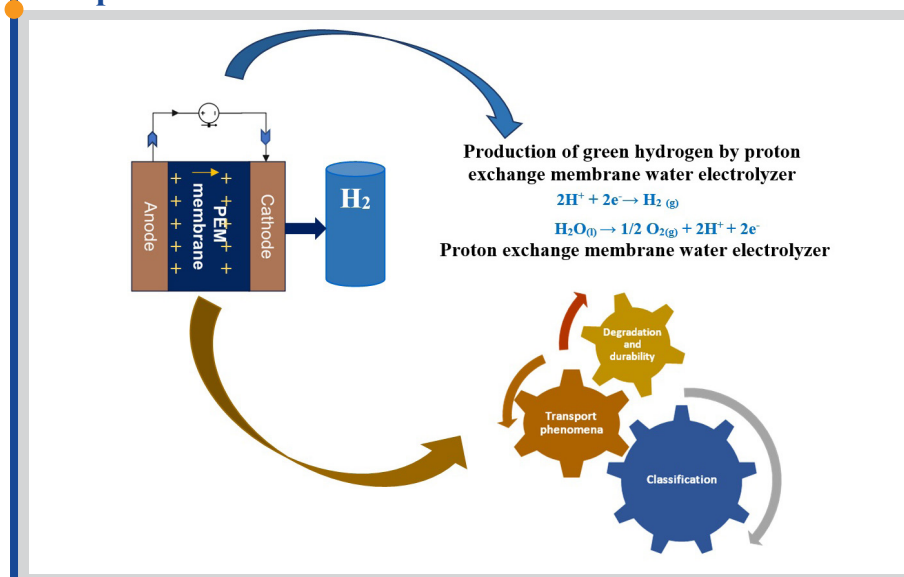 Production of green hydrogen by proton
exchange membrane water electrolyzer
2H⁺ + 2e⁻→ H₂ (g)
H₂O(l) → 1/2 O₂(g) + 2H⁺ + 2e⁻
Proton exchange membrane water electrolyzer
Anode
PEM
membrane
Cathode
H₂
Degradation
and
durability
Transport
phenomena
Classification